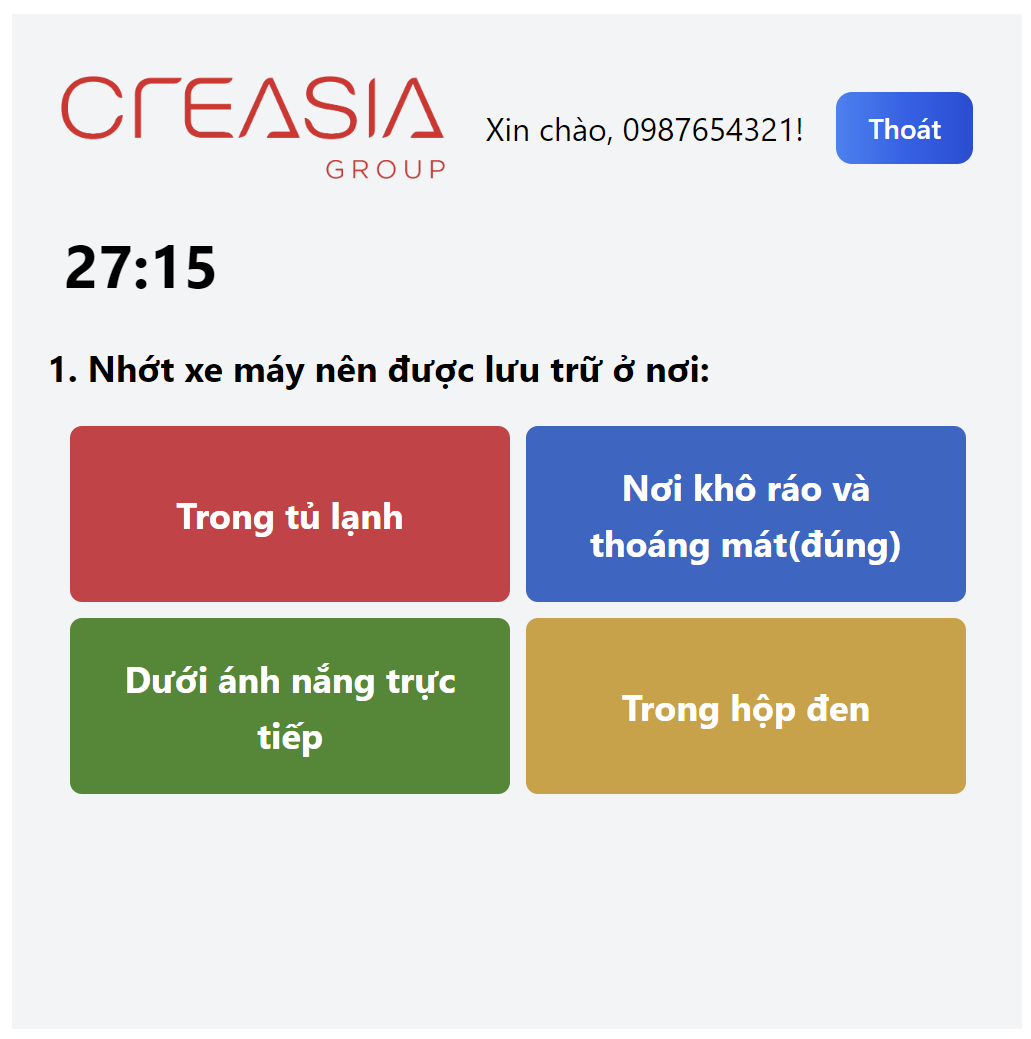 CREASIA
GROUP
Xin chào, 0987654321!
Thoát
27:15
1. Nhớt xe máy nên được lưu trữ ở nơi:
Trong tủ lạnh
Nơi khô ráo và
thoáng mát(đúng)
Dưới ánh nắng trực
tiếp
Trong hộp đen